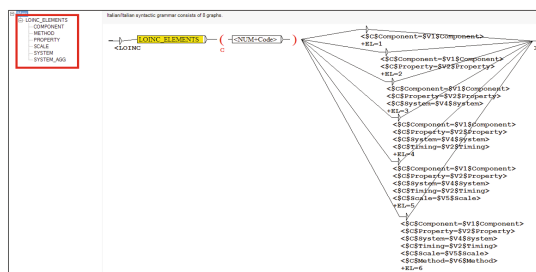 LOINC_ELEMENTS
COMPONENT
METHOD
PROPERTY
SCALE
SYSTEM
SYSTEM_AGG
Italian/Italian syntactic grammar consists of 8 graphs.
<LOINC
LOINC_ELEMENTS
(
C
<NUM+Code>
)
<$C$Component=$V1$Component>
+EL=1
<$C$Component=$V1$Component>
<$C$Property=$V2$Property>
+EL=2
<$C$Component=$V1$Component>
<$C$Property=$V2$Property>
<$C$System=$V4$System>
+EL=3
<$C$Component=$V1$Component>
<$C$Property=$V2$Property>
<$C$System=$V4$System>
<$C$Timing=$V2$Timing>
+EL=4
<$C$Component=$V1$Component>
<$C$Property=$V2$Property>
<$C$System=$V4$System>
<$C$Timing=$V2$Timing>
<$C$Scale=$V5$Scale>
+EL=5
<$C$Component=$V1$Component>
<$C$Property=$V2$Property>
<$C$System=$V4$System>
<$C$Timing=$V2$Timing>
<$C$Scale=$V5$Scale>
<$C$Method=$V6$Method>
+EL=6